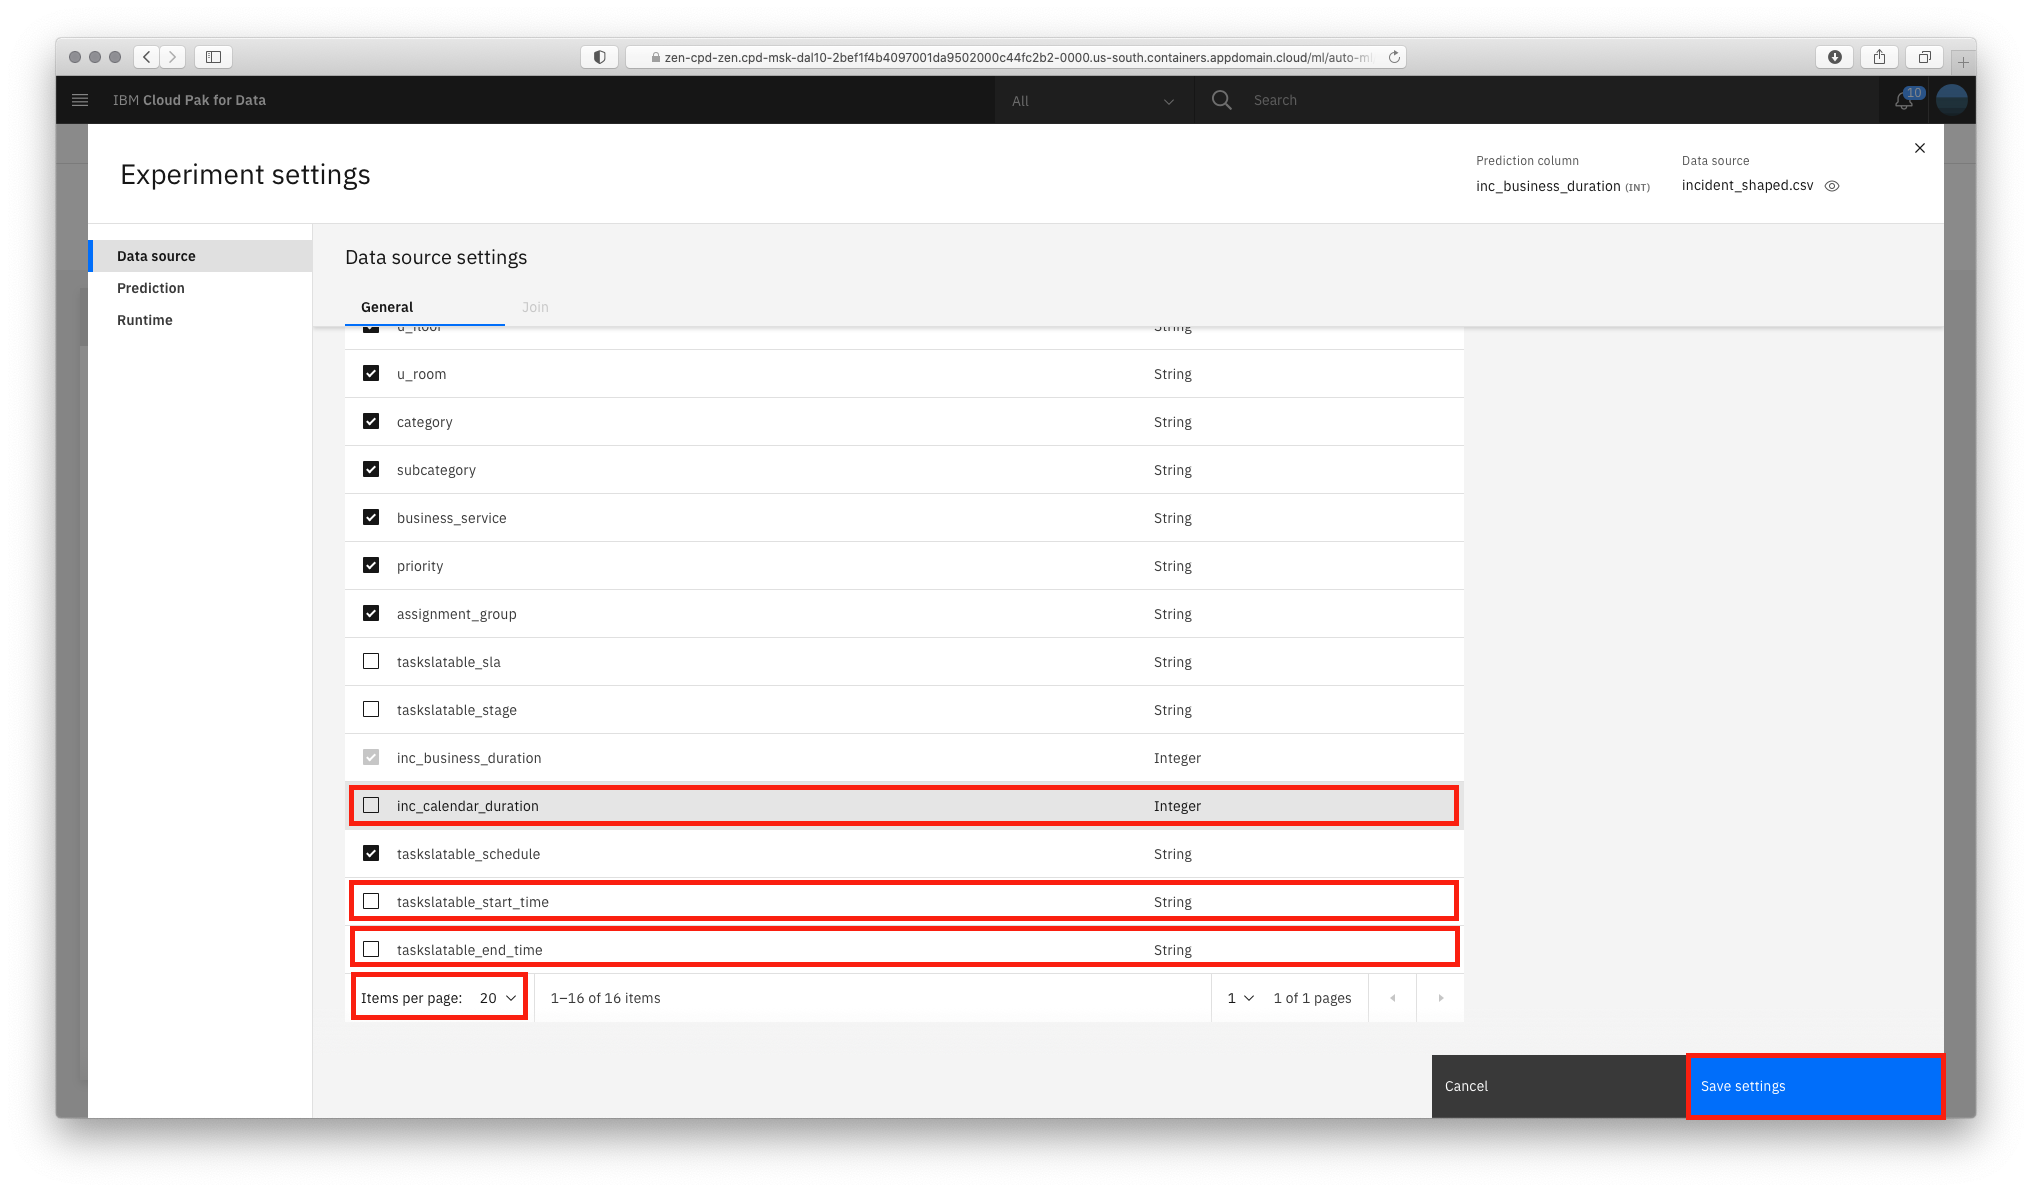 zen-cpd-zen.cpd-msk-dal10-2bef1f4b4097001da9502000c44fc2b2-0000.us-south.containers.appdomain.cloud/ml/auto-ml
IBM Cloud Pak for Data
All
Search
10
Experiment settings
Prediction column
inc_business_duration (INT)
Data source
incident_shaped.csv
Data source
Prediction
Runtime
Data source settings
General
Join
u_floor String
u_room String
category String
subcategory String
business_service String
priority String
assignment_group String
taskslatable_sla String
taskslatable_stage String
inc_business_duration Integer
inc_calendar_duration Integer
taskslatable_schedule String
taskslatable_start_time String
taskslatable_end_time String
Items per page: 20 1–16 of 16 items 1 1 of 1 pages
Cancel
Save settings